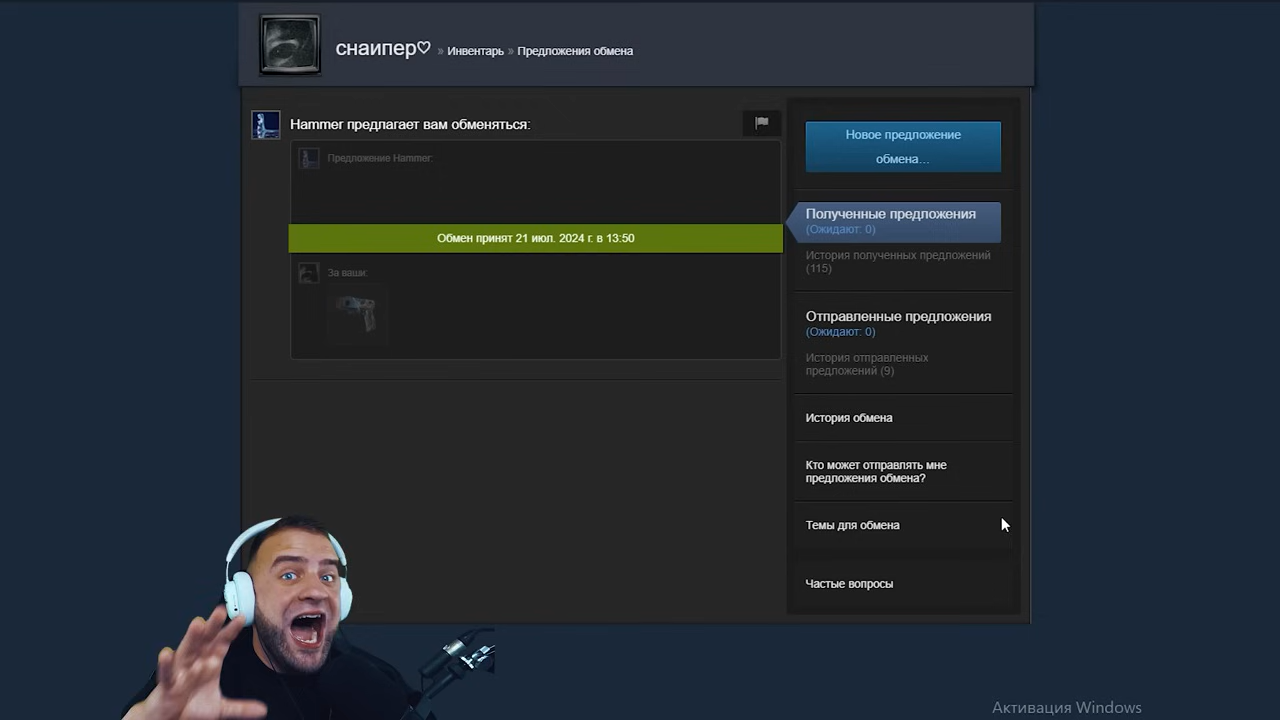 снаипер♡ » Инвентарь » Предложения обмена
Hammer предлагает вам обменяться:
Предложение Hammer:
Обмен принят 21 июл. 2024 г. в 13:50
За ваши:
Новое предложение
обмена...
Полученные предложения
(Ожидают: 0)
История полученных предложений
(115)
Отправленные предложения
(Ожидают: 0)
История отправленных
предложений (9)
История обмена
Кто может отправлять мне
предложения обмена?
Темы для обмена
Частые вопросы
Активация Windows